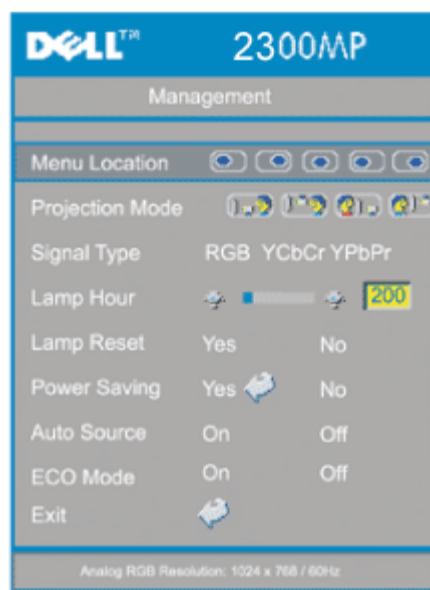 DELL™ 2300MP
Management
Menu Location
Projection Mode
Signal Type RGB YCbCr YPbPr
Lamp Hour 200
Lamp Reset Yes No
Power Saving Yes No
Auto Source On Off
ECO Mode On Off
Exit
Analog RGB Resolution: 1024 x 768 / 60Hz